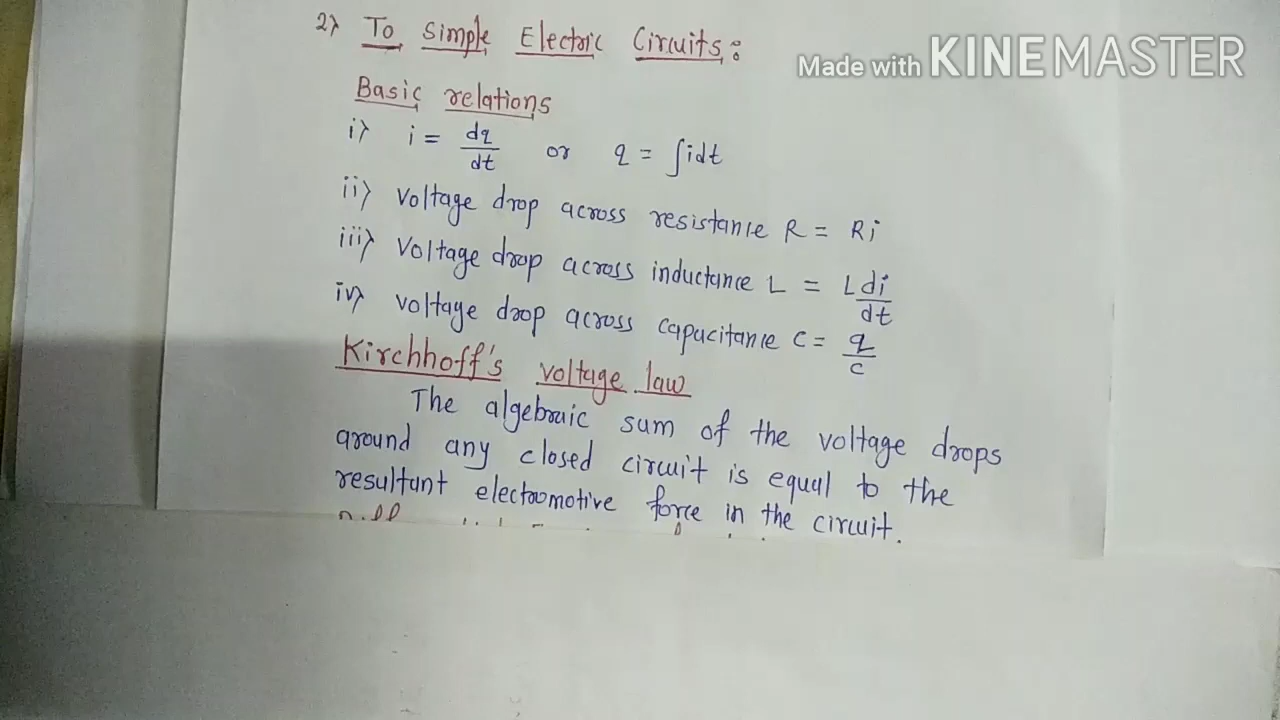 2) To Simple Electric Circuits:
Made with KINEMASTER
Basic relations
i) i = dq/dt or q = ∫idt
ii) voltage drop across resistance R = Ri
iii) voltage drop across inductance L = L di/dt
iv) voltage drop across capacitance C = q/c
Kirchhoff's voltage law
The algebraic sum of the voltage drops
around any closed circuit is equal to the
resultant electromotive force in the circuit.